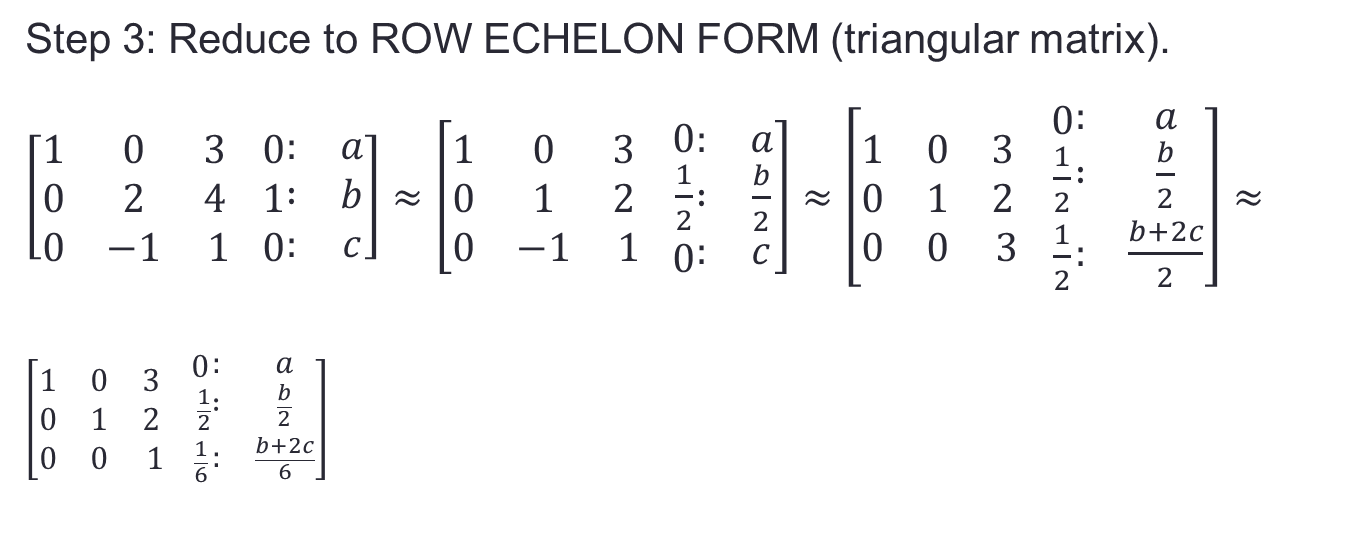 Step 3: Reduce to ROW ECHELON FORM (triangular matrix).
[1 0 3 0: a; 0 2 4 1: b; 0 −1 1 0: c] ≈ [1 0 3 0: a; 0 1 2 1/2: b/2; 0 −1 1 0: c] ≈ [1 0 3 0: a; 0 1 2 1/2: b/2; 0 0 3 1/2: b+2c/2] ≈
[1 0 3 0: a; 0 1 2 1/2: b/2; 0 0 1 1/6: b+2c/6]